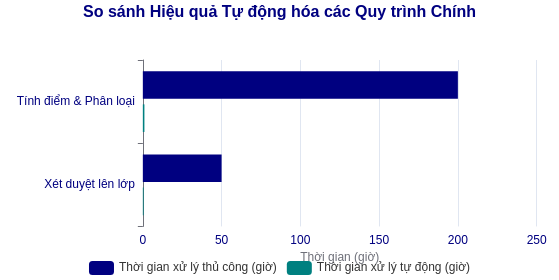 So sánh Hiệu quả Tự động hóa các Quy trình Chính
Tính điểm & Phân loại
Xét duyệt lên lớp
0 50 100 150 200 250
Thời gian (giờ)
Thời gian xử lý thủ công (giờ) Thời gian xử lý tự động (giờ)